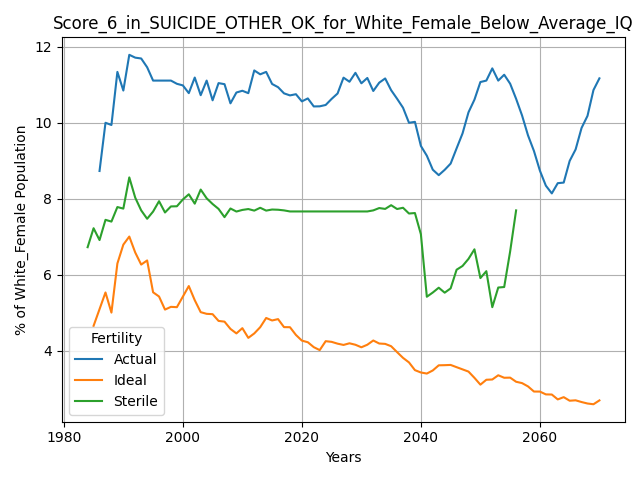 Score_6_in_SUICIDE_OTHER_OK_for_White_Female_Below_Average_IQ
12
10
8
6
4
% of White_Female Population
Fertility
Actual
Ideal
Sterile
1980 2000 2020 2040 2060
Years